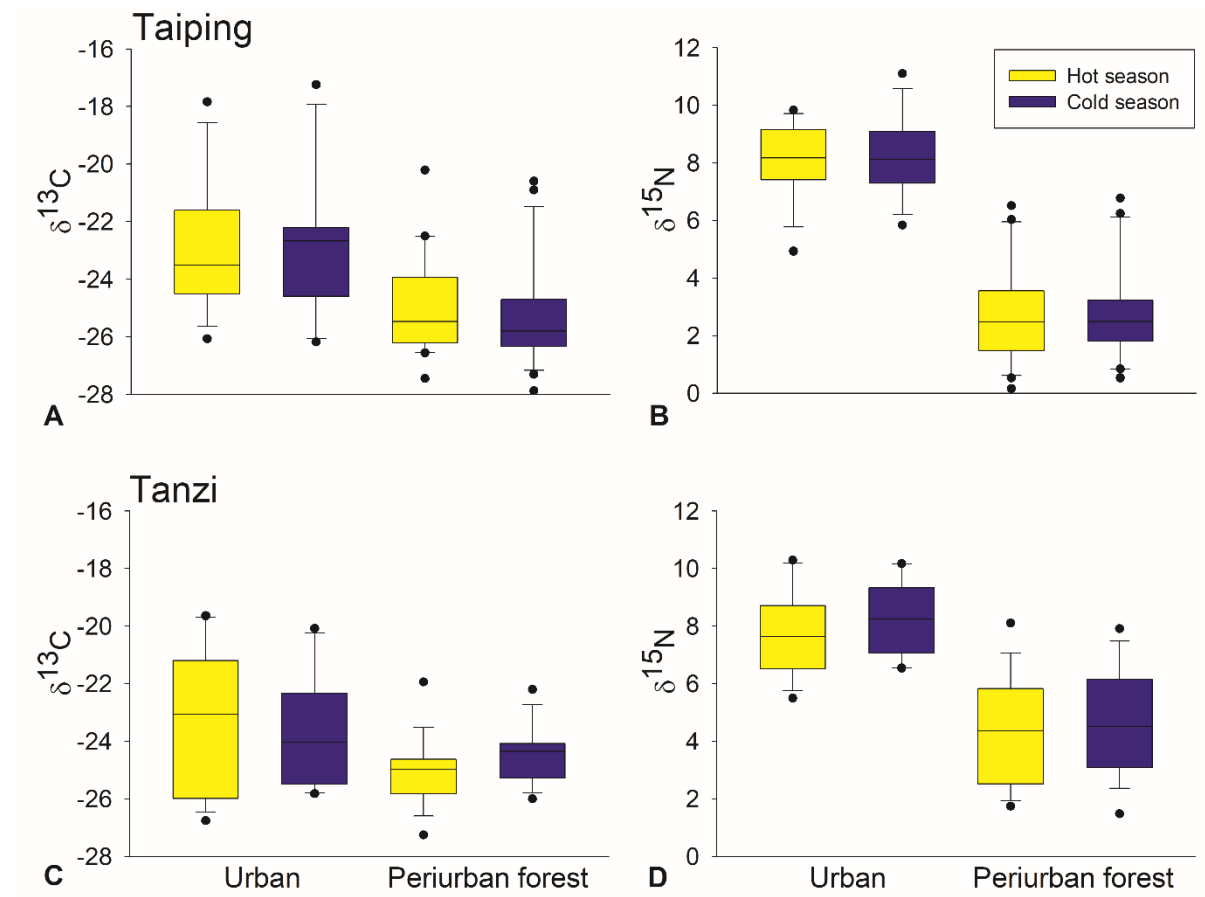 Taiping
-16
-18
-20
-22
-24
-26
-28
δ13C
A
12
10
8
6
4
2
0
δ15N
B
Hot season
Cold season
Tanzi
-16
-18
-20
-22
-24
-26
-28
δ13C
C
Urban
Periurban forest
12
10
8
6
4
2
0
δ15N
D
Urban
Periurban forest